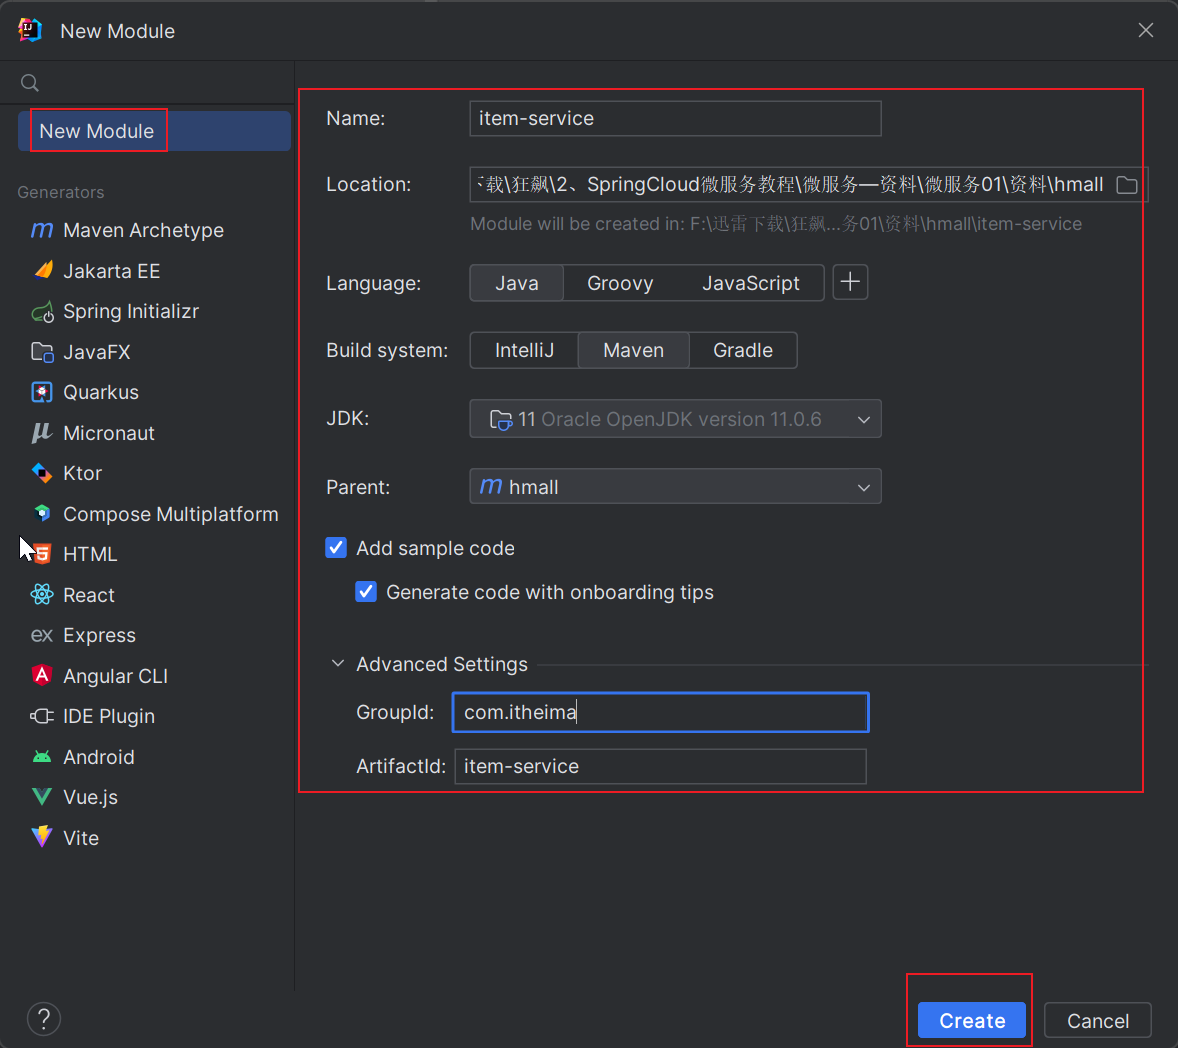 New Module
New Module
Generators
Maven Archetype
Jakarta EE
Spring Initializr
JavaFX
Quarkus
Micronaut
Ktor
Compose Multiplatform
HTML
React
Express
Angular CLI
IDE Plugin
Android
Vue.js
Vite
Name: item-service
Location: 载\狂飙\2、SpringCloud微服务教程\微服务—资料\微服务01\资料\hmall
Module will be created in: F:\迅雷下载\狂飙...务01\资料\hmall\item-service
Language: Java Groovy JavaScript
Build system: IntelliJ Maven Gradle
JDK: 11 Oracle OpenJDK version 11.0.6
Parent: hmall
Add sample code
Generate code with onboarding tips
Advanced Settings
GroupId: com.itheima
ArtifactId: item-service
? Create Cancel